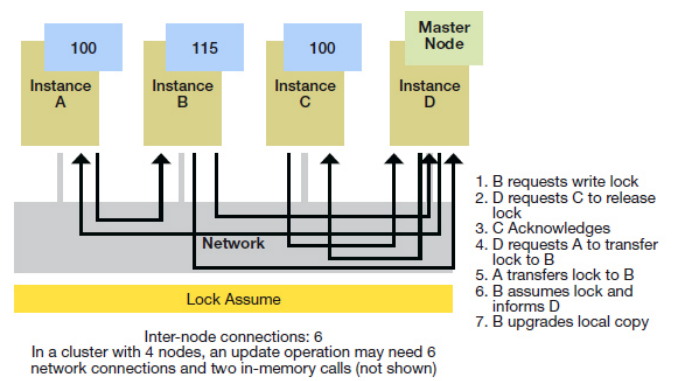 100
115
100
Master
Node
Instance
A
Instance
B
Instance
C
Instance
D
1. B requests write lock
2. D requests C to release
lock
3. C Acknowledges
4. D requests A to transfer
lock to B
5. A transfers lock to B
6. B assumes lock and
informs D
7. B upgrades local copy
Network
Lock Assume
Inter-node connections: 6
In a cluster with 4 nodes, an update operation may need 6
network connections and two in-memory calls (not shown)